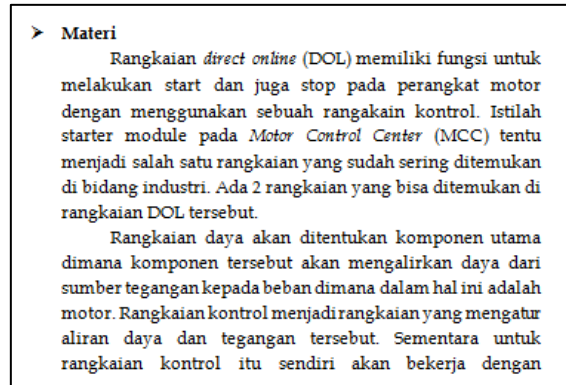 ➤ Materi
Rangkaian direct online (DOL) memiliki fungsi untuk
melakukan start dan juga stop pada perangkat motor
dengan menggunakan sebuah rangakain kontrol. Istilah
starter module pada Motor Control Center (MCC) tentu
menjadi salah satu rangkaian yang sudah sering ditemukan
di bidang industri. Ada 2 rangkaian yang bisa ditemukan di
rangkaian DOL tersebut.
Rangkaian daya akan ditentukan komponen utama
dimana komponen tersebut akan mengalirkan daya dari
sumber tegangan kepada beban dimana dalam hal ini adalah
motor. Rangkaian kontrol menjadi rangkaian yang mengatur
aliran daya dan tegangan tersebut. Sementara untuk
rangkaian kontrol itu sendiri akan bekerja dengan